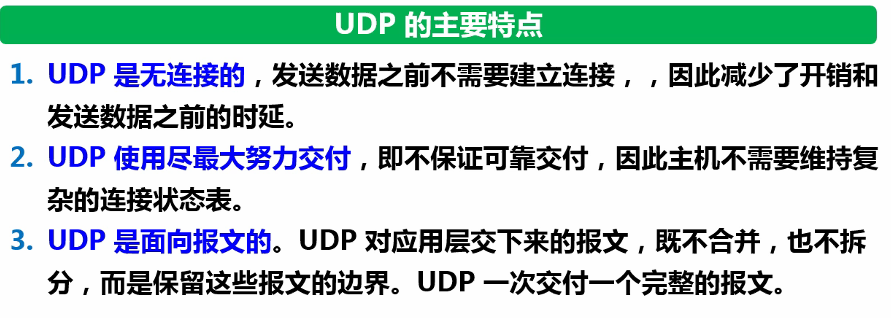 UDP 的主要特点
1. UDP 是无连接的，发送数据之前不需要建立连接，，因此减少了开销和
发送数据之前的时延。
2. UDP 使用尽最大努力交付，即不保证可靠交付，因此主机不需要维持复
杂的连接状态表。
3. UDP 是面向报文的。UDP 对应用层交下来的报文，既不合并，也不拆
分，而是保留这些报文的边界。UDP 一次交付一个完整的报文。